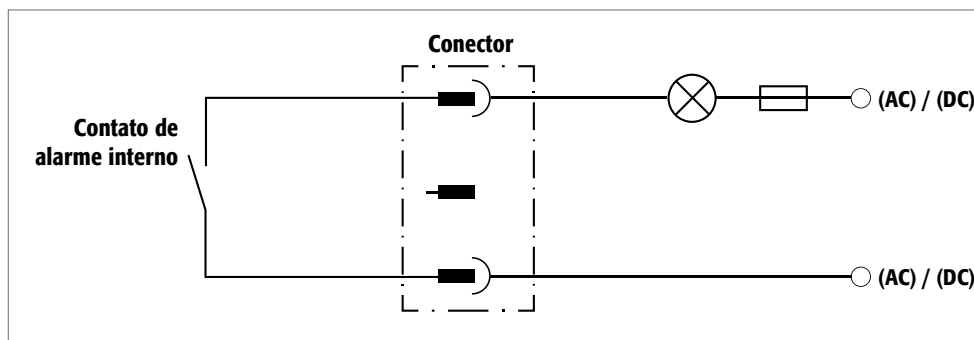 Conector
(AC) / (DC)
Contato de
alarme interno
(AC) / (DC)